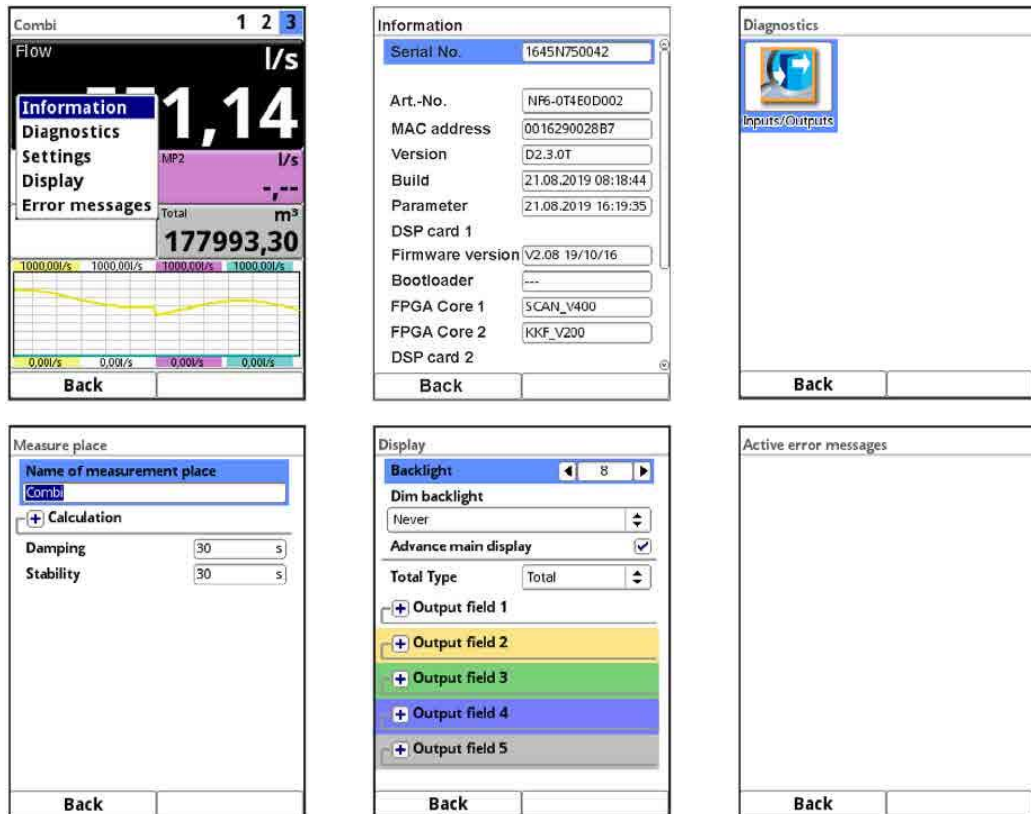 Combi 1 2 3
Flow l/s
1,14
Information
Diagnostics
Settings
Display
Error messages
MP2 l/s
-,--
Total m³
177993,30
1000,00l/s 1000,00l/s 1000,00l/s 1000,00l/s
0,00l/s 0,00l/s 0,00l/s 0,00l/s
Back
Information
Serial No. 1645N750042
Art.-No. NF6-0T4E0D002
MAC address 0016290028B7
Version D2.3.0T
Build 21.08.2019 08:18:44
Parameter 21.08.2019 16:19:35
DSP card 1
Firmware version V2.08 19/10/16
Bootloader ---
FPGA Core 1 SCAN_V400
FPGA Core 2 KKF_V200
DSP card 2
Back
Diagnostics
Inputs/Outputs
Back
Measure place
Name of measurement place
Combi
Calculation
Damping 30 s
Stability 30 s
Back
Display
Backlight 8
Dim backlight
Never
Advance main display
Total Type Total
Output field 1
Output field 2
Output field 3
Output field 4
Output field 5
Back
Active error messages
Back